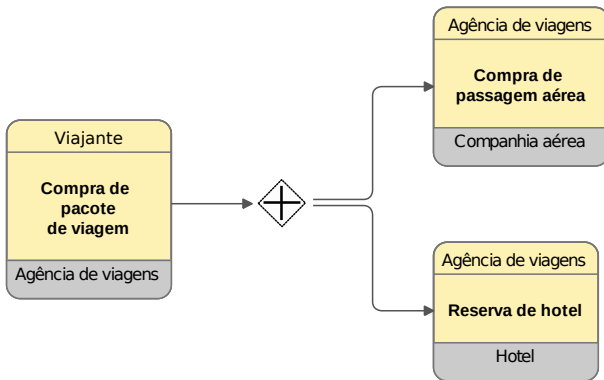 Viajante
Compra de
pacote
de viagem
Agência de viagens
Agência de viagens
Compra de
passagem aérea
Companhia aérea
Agência de viagens
Reserva de hotel
Hotel